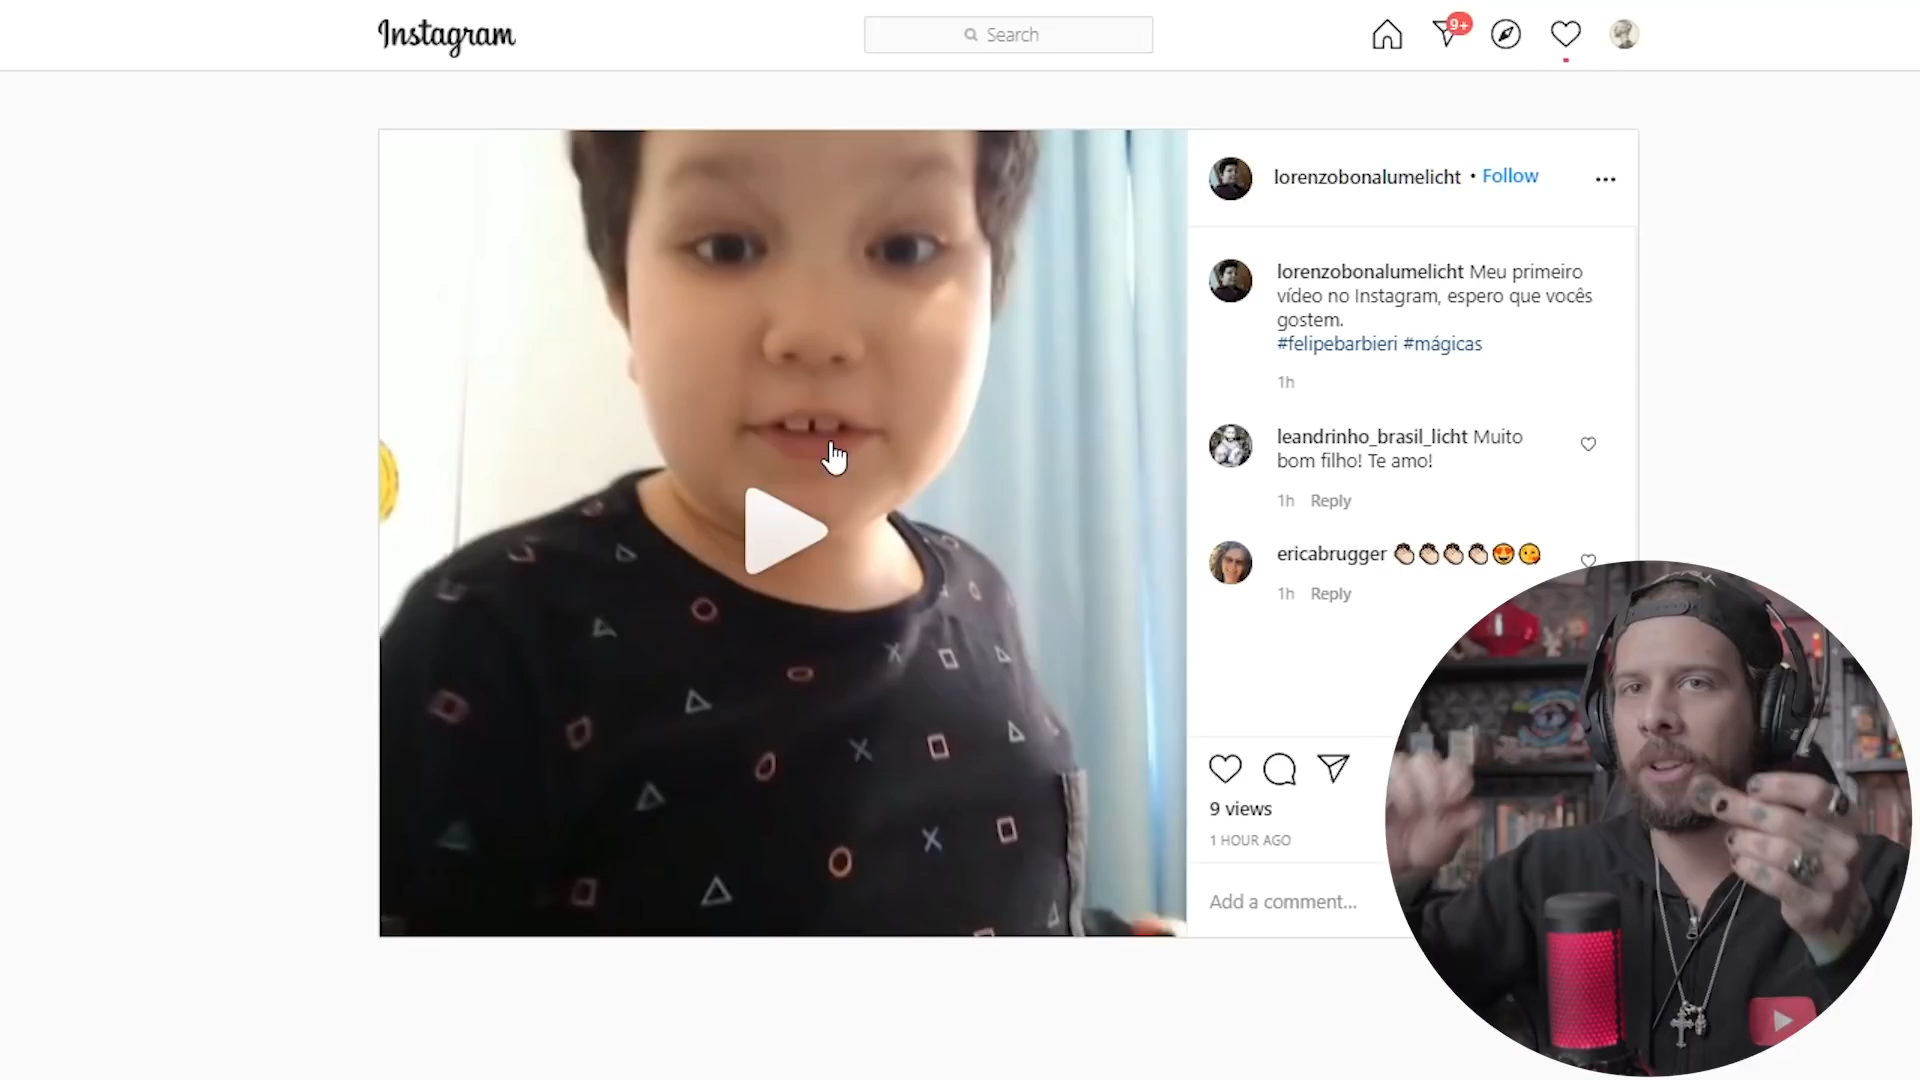 Instagram
Search
9+
lorenzobonalumelicht • Follow
lorenzobonalumelicht Meu primeiro
vídeo no Instagram, espero que vocês
gostem.
#felipebarbieri #mágicas
1h
leandrinho_brasil_licht Muito
bom filho! Te amo!
1h Reply
ericabrugger 👏👏👏👏😍😘
1h Reply
9 views
1 HOUR AGO
Add a comment...